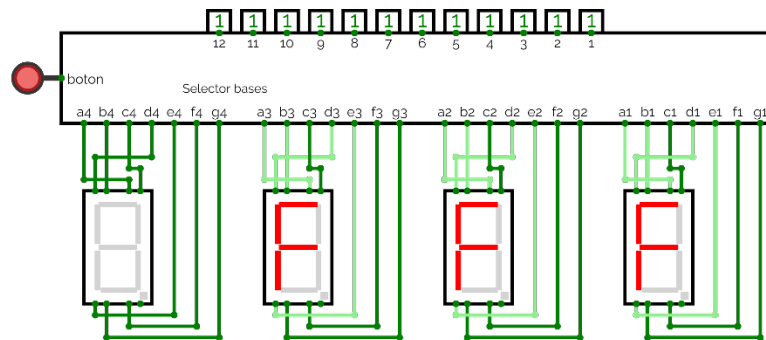 1 1 1 1 1 1 1 1 1 1 1 1
12 11 10 9 8 7 6 5 4 3 2 1
boton
Selector bases
a4 b4 c4 d4 e4 f4 g4 a3 b3 c3 d3 e3 f3 g3 a2 b2 c2 d2 e2 f2 g2 a1 b1 c1 d1 e1 f1 g1
F F F